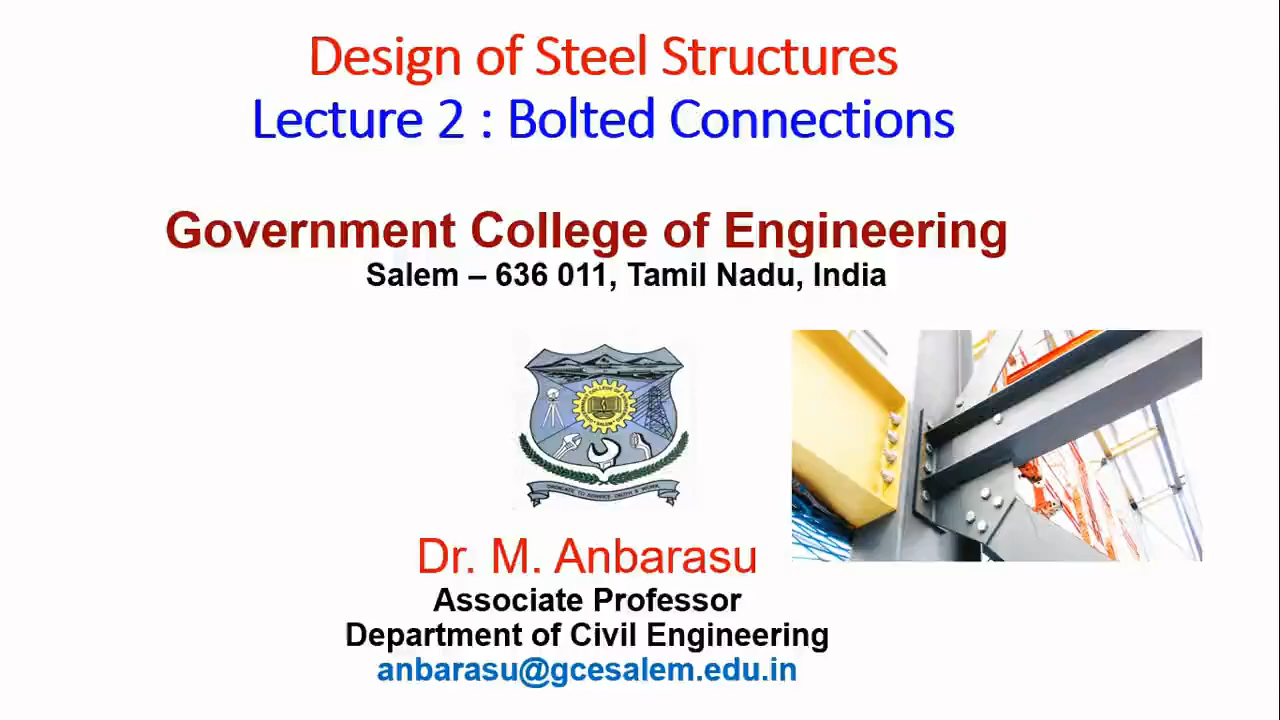 Design of Steel Structures
Lecture 2 : Bolted Connections
Government College of Engineering
Salem – 636 011, Tamil Nadu, India
Dr. M. Anbarasu
Associate Professor
Department of Civil Engineering
anbarasu@gcesalem.edu.in